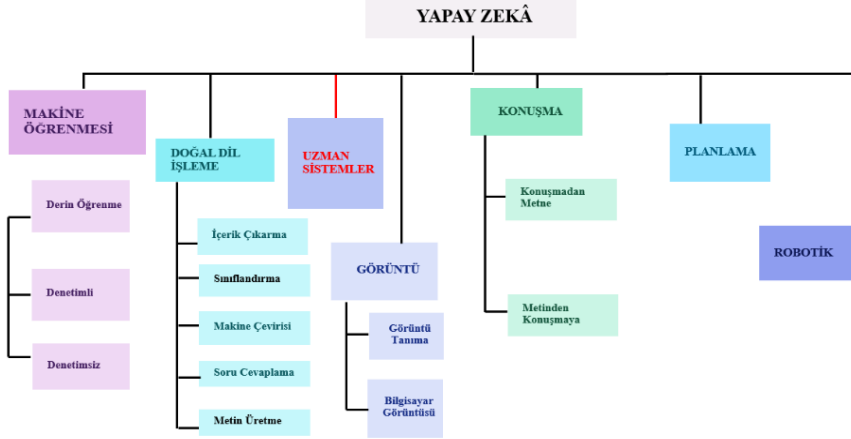 YAPAY ZEKÂ
MAKİNE
ÖĞRENMESİ
Derin Öğrenme
Denetimli
Denetimsiz
DOĞAL DİL
İŞLEME
İçerik Çıkarma
Sınıflandırma
Makine Çevirisi
Soru Cevaplama
Metin Üretme
UZMAN
SİSTEMLER
GÖRÜNTÜ
Görüntü
Tanıma
Bilgisayar
Görüntüsü
KONUŞMA
Konuşmadan
Metne
Metinden
Konuşmaya
PLANLAMA
ROBOTİK